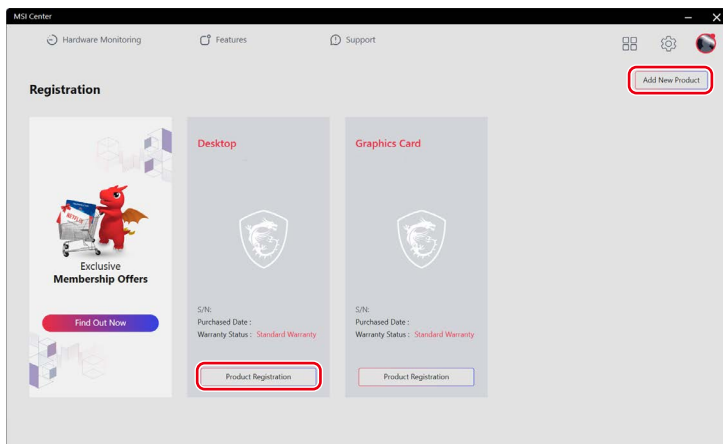 MSI Center
Hardware Monitoring
Features
Support
Add New Product
Registration
Desktop
Graphics Card
NETFLIX
Exclusive
Membership Offers
Find Out Now
S/N:
Purchased Date :
Warranty Status : Standard Warranty
Product Registration
S/N:
Purchased Date :
Warranty Status : Standard Warranty
Product Registration